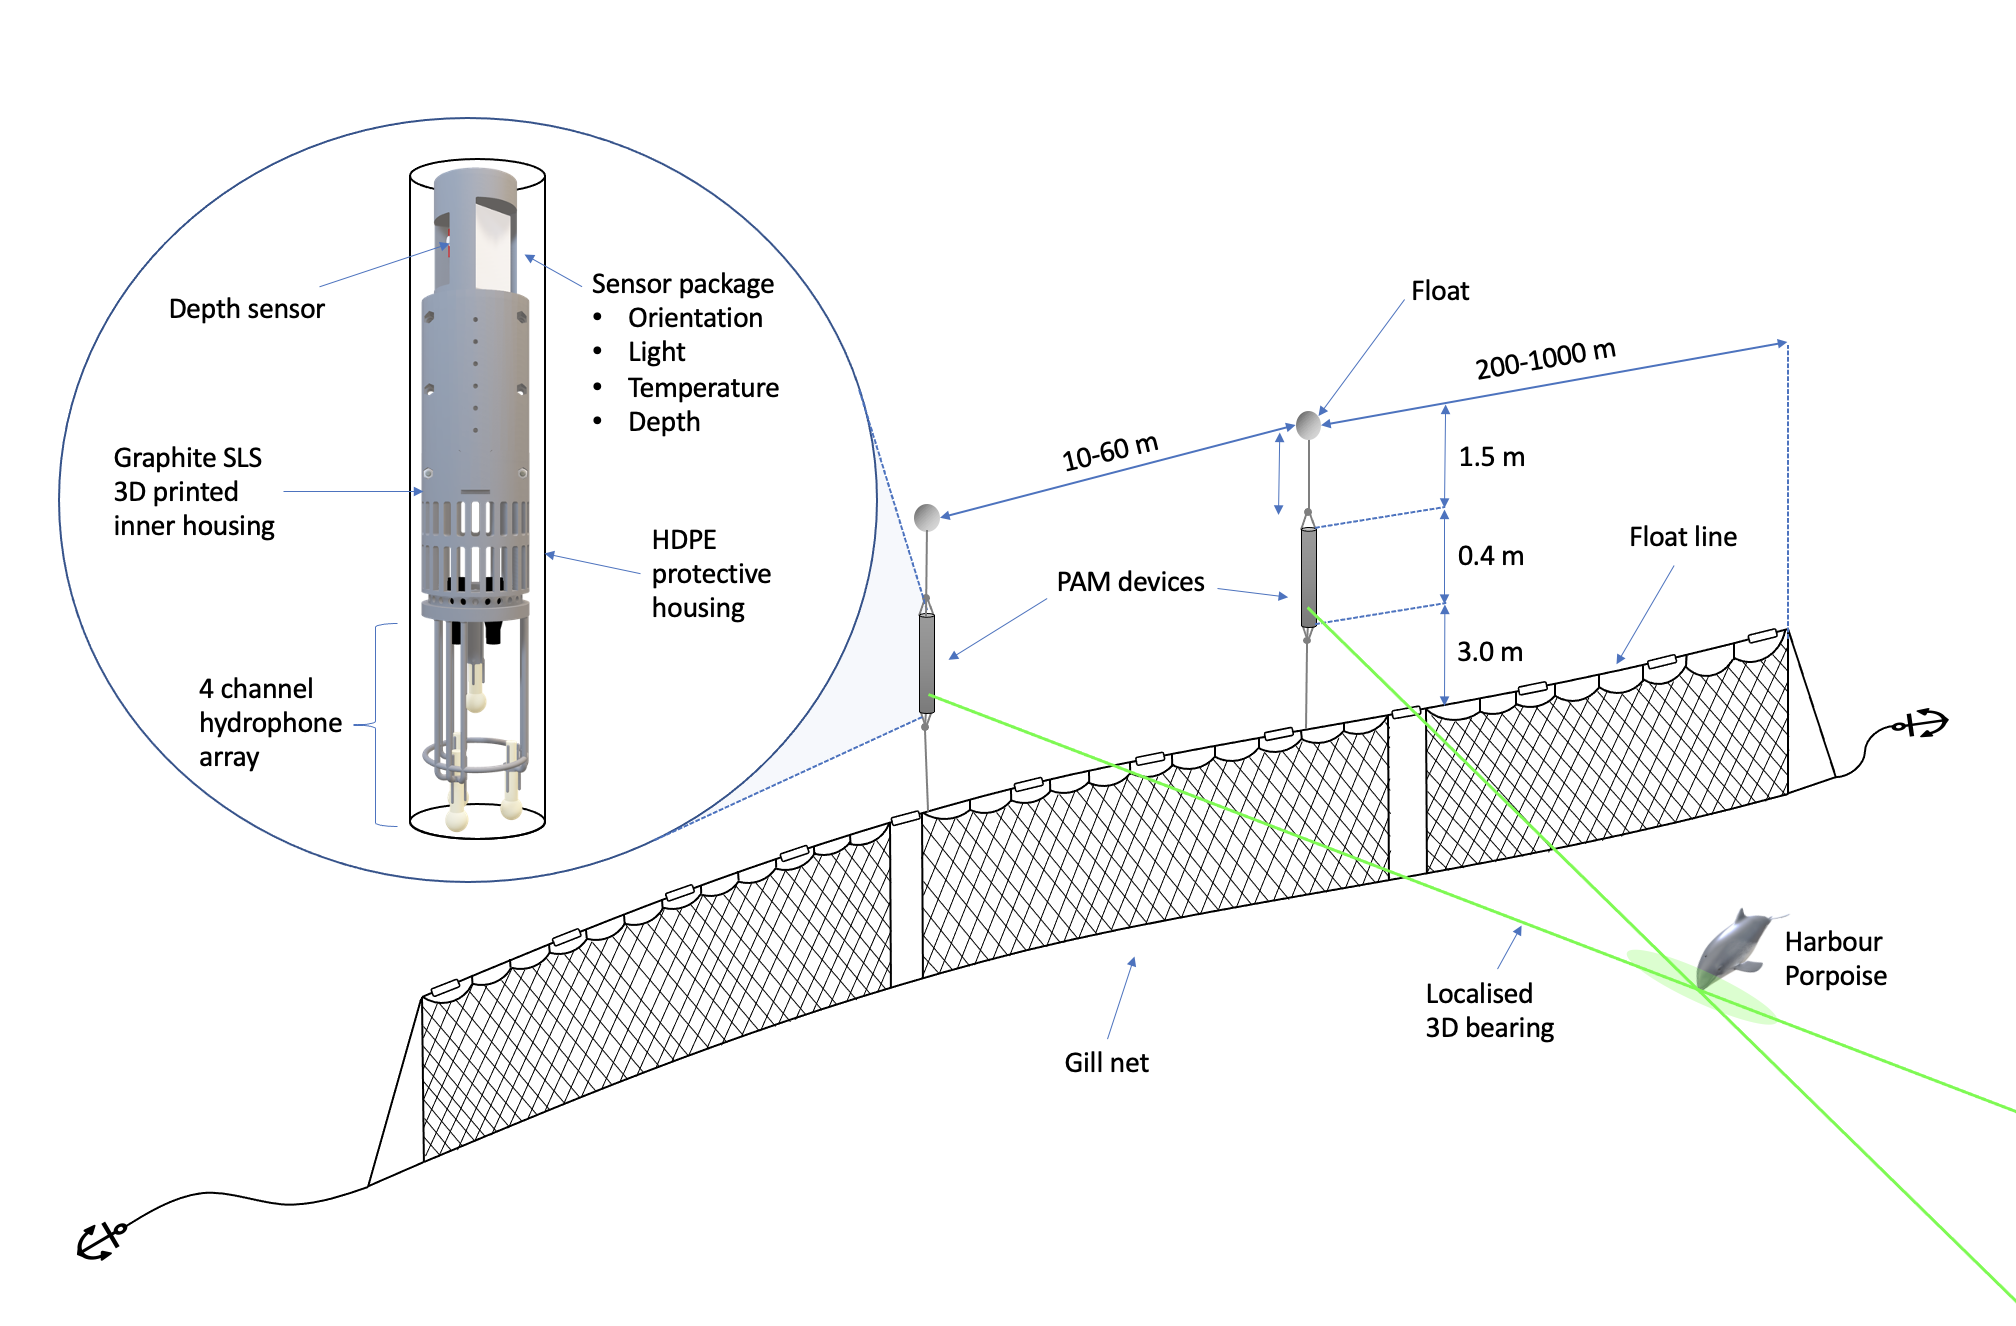 Depth sensor
Sensor package
• Orientation
• Light
• Temperature
• Depth
Graphite SLS
3D printed
inner housing
HDPE
protective
housing
4 channel
hydrophone
array
Float
200-1000 m
10-60 m
1.5 m
0.4 m
3.0 m
PAM devices
Float line
Harbour
Porpoise
Localised
3D bearing
Gill net